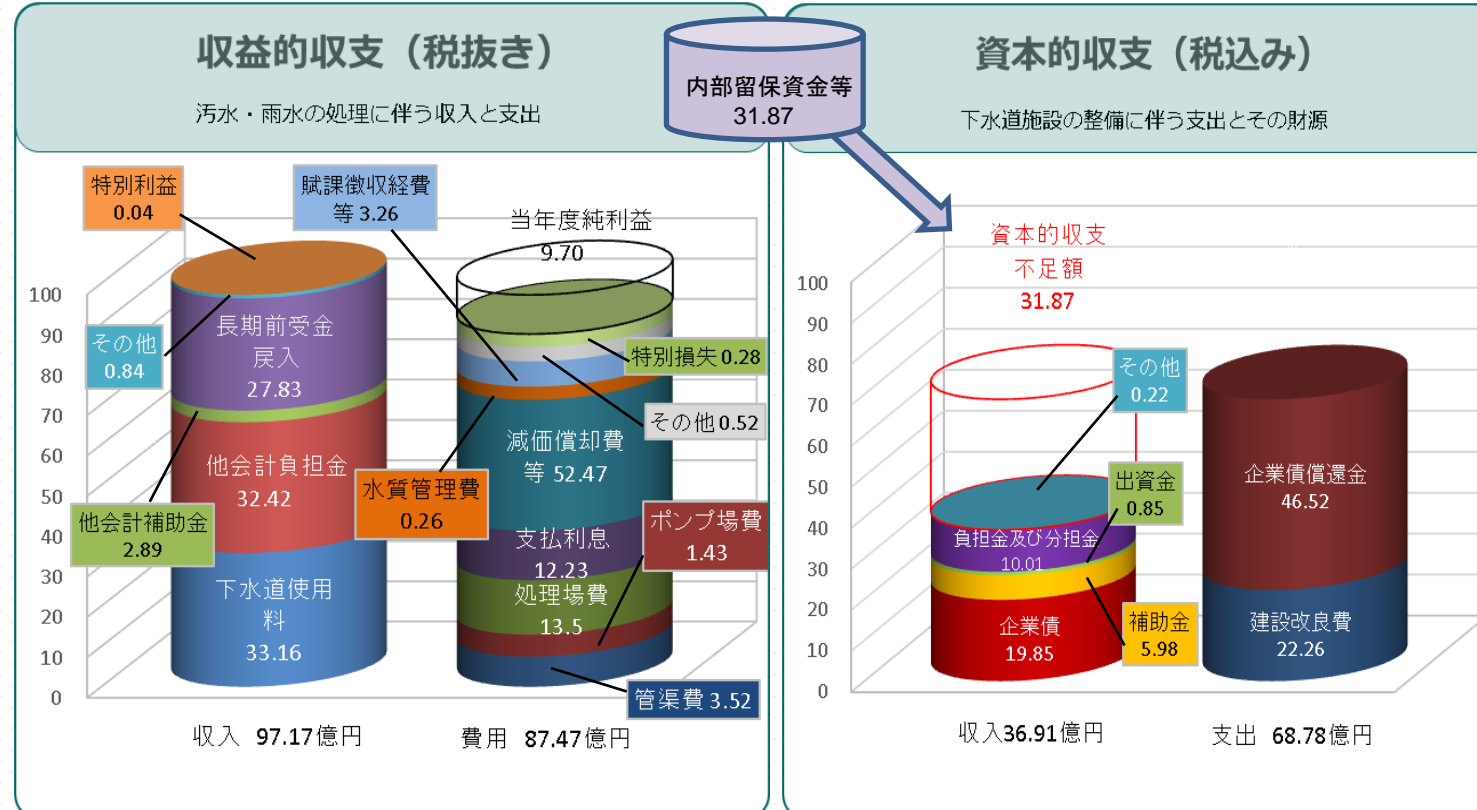 収益的収支（税抜き）
汚水・雨水の処理に伴う収入と支出
内部留保資金等
31.87
資本的収支（税込み）
下水道施設の整備に伴う支出とその財源
特別利益
0.04
賦課徴収経費
等 3.26
当年度純利益
9.70
100
90
80
70
60
50
40
30
20
10
0
その他
0.84
長期前受金
戻入
27.83
他会計負担金
32.42
他会計補助金
2.89
下水道使用
料
33.16
特別損失 0.28
その他 0.52
減価償却費
等 52.47
水質管理費
0.26
ポンプ場費
1.43
支払利息
12.23
処理場費
13.5
管渠費 3.52
収入 97.17億円
費用 87.47億円
資本的収支
不足額
31.87
100
90
80
70
60
50
40
30
20
10
0
その他
0.22
出資金
0.85
負担金及び分担金
10.01
補助金
5.98
企業債
19.85
企業債償還金
46.52
建設改良費
22.26
収入36.91億円
支出 68.78億円